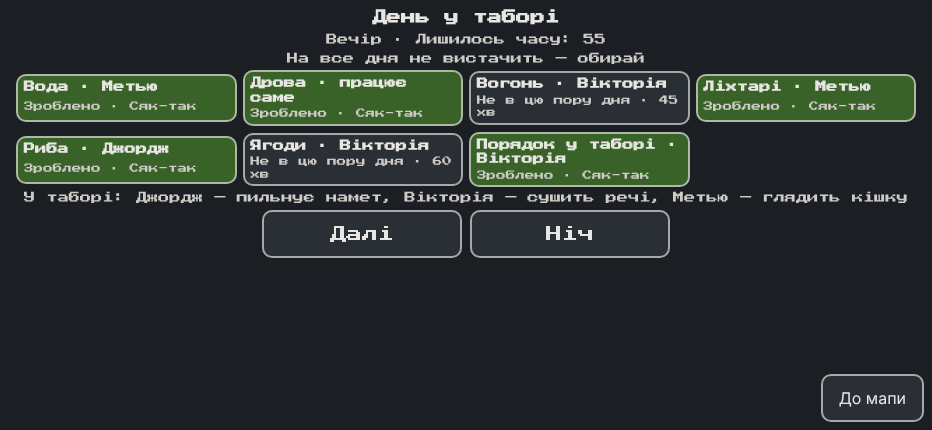 День у таборі
Вечір · Лишилось часу: 55
На все дня не вистачить — обирай
Вода · Метью
Зроблено · Сяк-так
Дрова · працює
саме
Зроблено · Сяк-так
Вогонь · Вікторія
Не в цю пору дня · 45
хв
Ліхтарі · Метью
Зроблено · Сяк-так
Риба · Джордж
Зроблено · Сяк-так
Ягоди · Вікторія
Не в цю пору дня · 60
хв
Порядок у таборі ·
Вікторія
Зроблено · Сяк-так
У таборі: Джордж — пильнує намет, Вікторія — сушить речі, Метью — глядить кішку
Далі
Ніч
До мапи